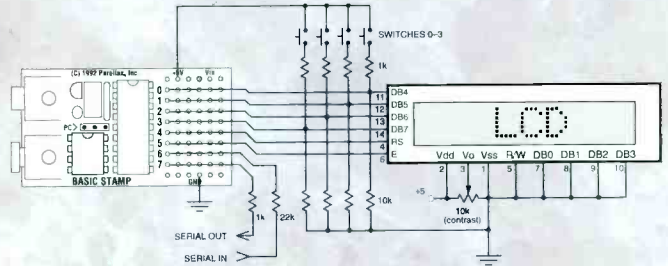 SWITCHES 0–3
(C) 1992 Parallax, Inc
+5V
Vin
1k
0
1
2
3
4
5
6
7
PC>
BASIC STAMP
GND
1k
22k
10k
SERIAL OUT
SERIAL IN
11
12
13
14
4
6
DB4
DB5
DB6
DB7
RS
E
LCD
Vdd
Vo
Vss
R/W
DB0
DB1
DB2
DB3
2
3
1
5
7
8
9
10
+5
10k
(contrast)